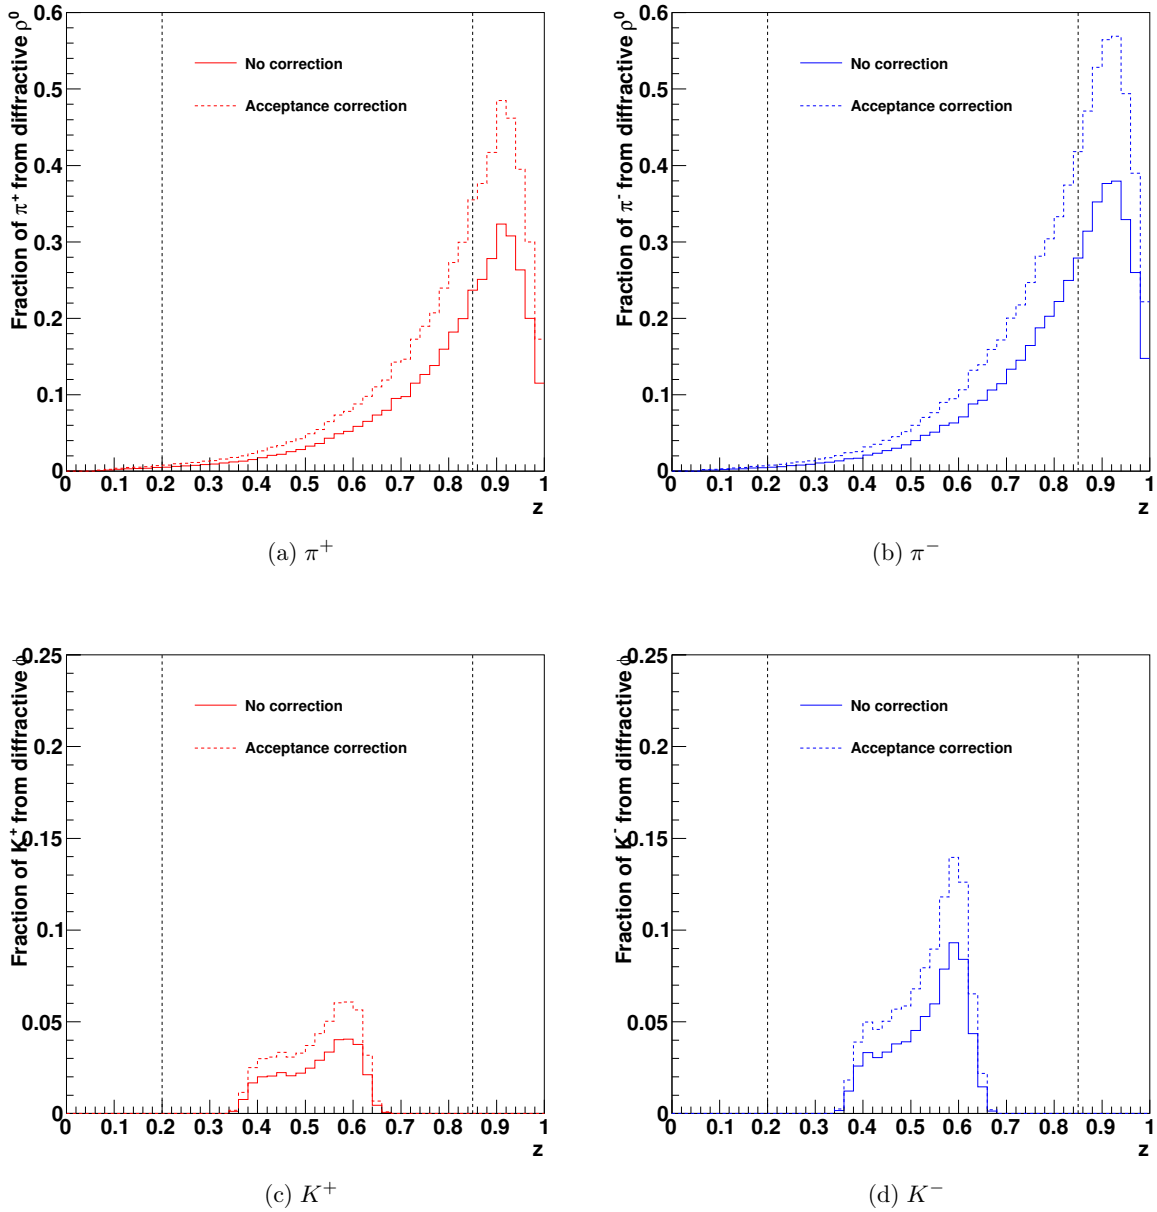 Fraction of π⁺ from diffractive ρ⁰
0.6
0.5
0.4
0.3
0.2
0.1
0
No correction
Acceptance correction
0 0.1 0.2 0.3 0.4 0.5 0.6 0.7 0.8 0.9 1
z
(a) π⁺
Fraction of π⁻ from diffractive ρ⁰
0.6
0.5
0.4
0.3
0.2
0.1
0
No correction
Acceptance correction
0 0.1 0.2 0.3 0.4 0.5 0.6 0.7 0.8 0.9 1
z
(b) π⁻
Fraction of K⁺ from diffractive ϕ
0.25
0.2
0.15
0.1
0.05
0
No correction
Acceptance correction
0 0.1 0.2 0.3 0.4 0.5 0.6 0.7 0.8 0.9 1
z
(c) K⁺
Fraction of K⁻ from diffractive ϕ
0.25
0.2
0.15
0.1
0.05
0
No correction
Acceptance correction
0 0.1 0.2 0.3 0.4 0.5 0.6 0.7 0.8 0.9 1
z
(d) K⁻